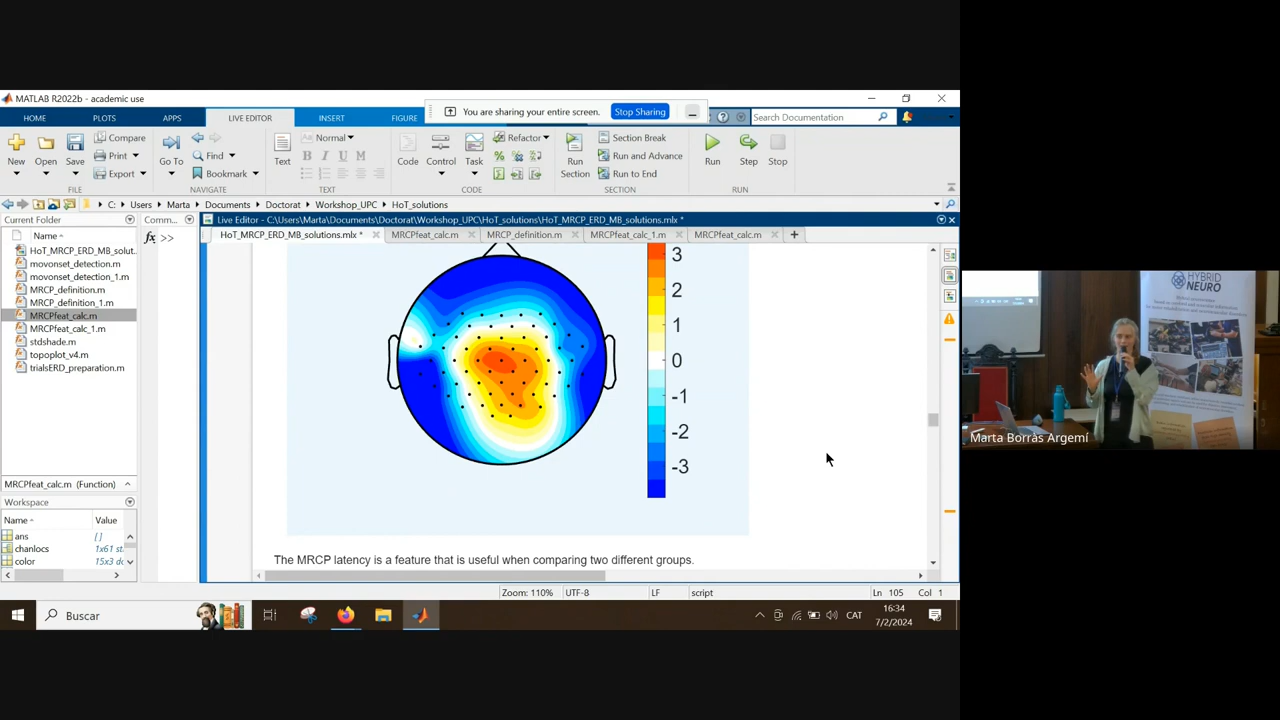 MATLAB R2022b - academic use
You are sharing your entire screen. Stop Sharing
HOME PLOTS APPS LIVE EDITOR INSERT FIGURE
Search Documentation
New Open Save Compare Print Export
FILE
Go To Find Bookmark
NAVIGATE
Text Normal B I U M
TEXT
Code Control Task Refactor
CODE
Run Section Section Break Run and Advance Run to End
SECTION
Run Step Stop
RUN
C: Users Marta Documents Doctorat Workshop_UPC HoT_solutions
Current Folder
Name
HoT_MRCP_ERD_MB_solut...
movonset_detection.m
movonset_detection_1.m
MRCP_definition.m
MRCP_definition_1.m
MRCPfeat_calc.m
MRCPfeat_calc_1.m
stdshade.m
topoplot_v4.m
trialsERD_preparation.m
MRCPfeat_calc.m (Function)
Workspace
Name Value
ans [ ]
chanlocs 1x61 st
color 15x3 do
Comm...
fx >>
Live Editor - C:\Users\Marta\Documents\Doctorat\Workshop_UPC\HoT_solutions\HoT_MRCP_ERD_MB_solutions.mlx *
HoT_MRCP_ERD_MB_solutions.mlx * MRCPfeat_calc.m MRCP_definition.m MRCPfeat_calc_1.m MRCPfeat_calc.m
3
2
1
0
-1
-2
-3
The MRCP latency is a feature that is useful when comparing two different groups.
Zoom: 110% UTF-8 LF script Ln 105 Col 1
Buscar
CAT
16:34
7/2/2024
HYBRID
NEURO
Marta Borràs Argemí